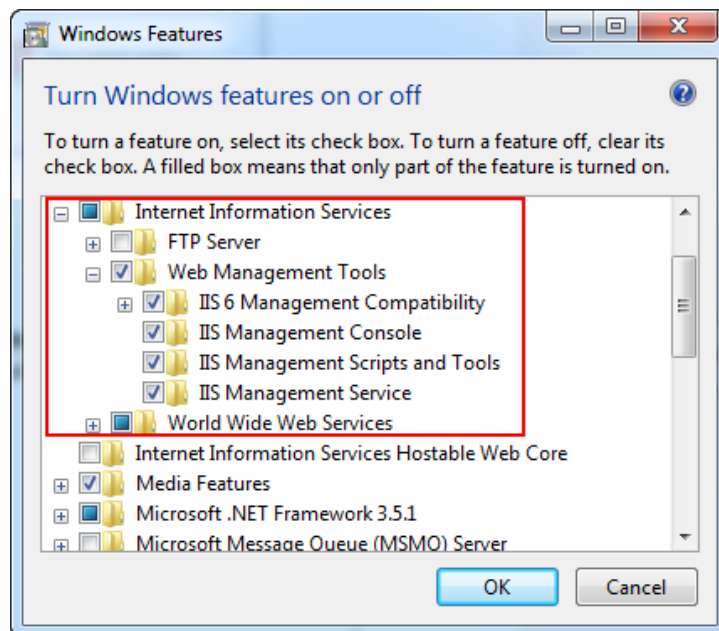 Windows Features
Turn Windows features on or off
To turn a feature on, select its check box. To turn a feature off, clear its
check box. A filled box means that only part of the feature is turned on.
Internet Information Services
FTP Server
Web Management Tools
IIS 6 Management Compatibility
IIS Management Console
IIS Management Scripts and Tools
IIS Management Service
World Wide Web Services
Internet Information Services Hostable Web Core
Media Features
Microsoft .NET Framework 3.5.1
Microsoft Message Queue (MSMQ) Server
OK
Cancel